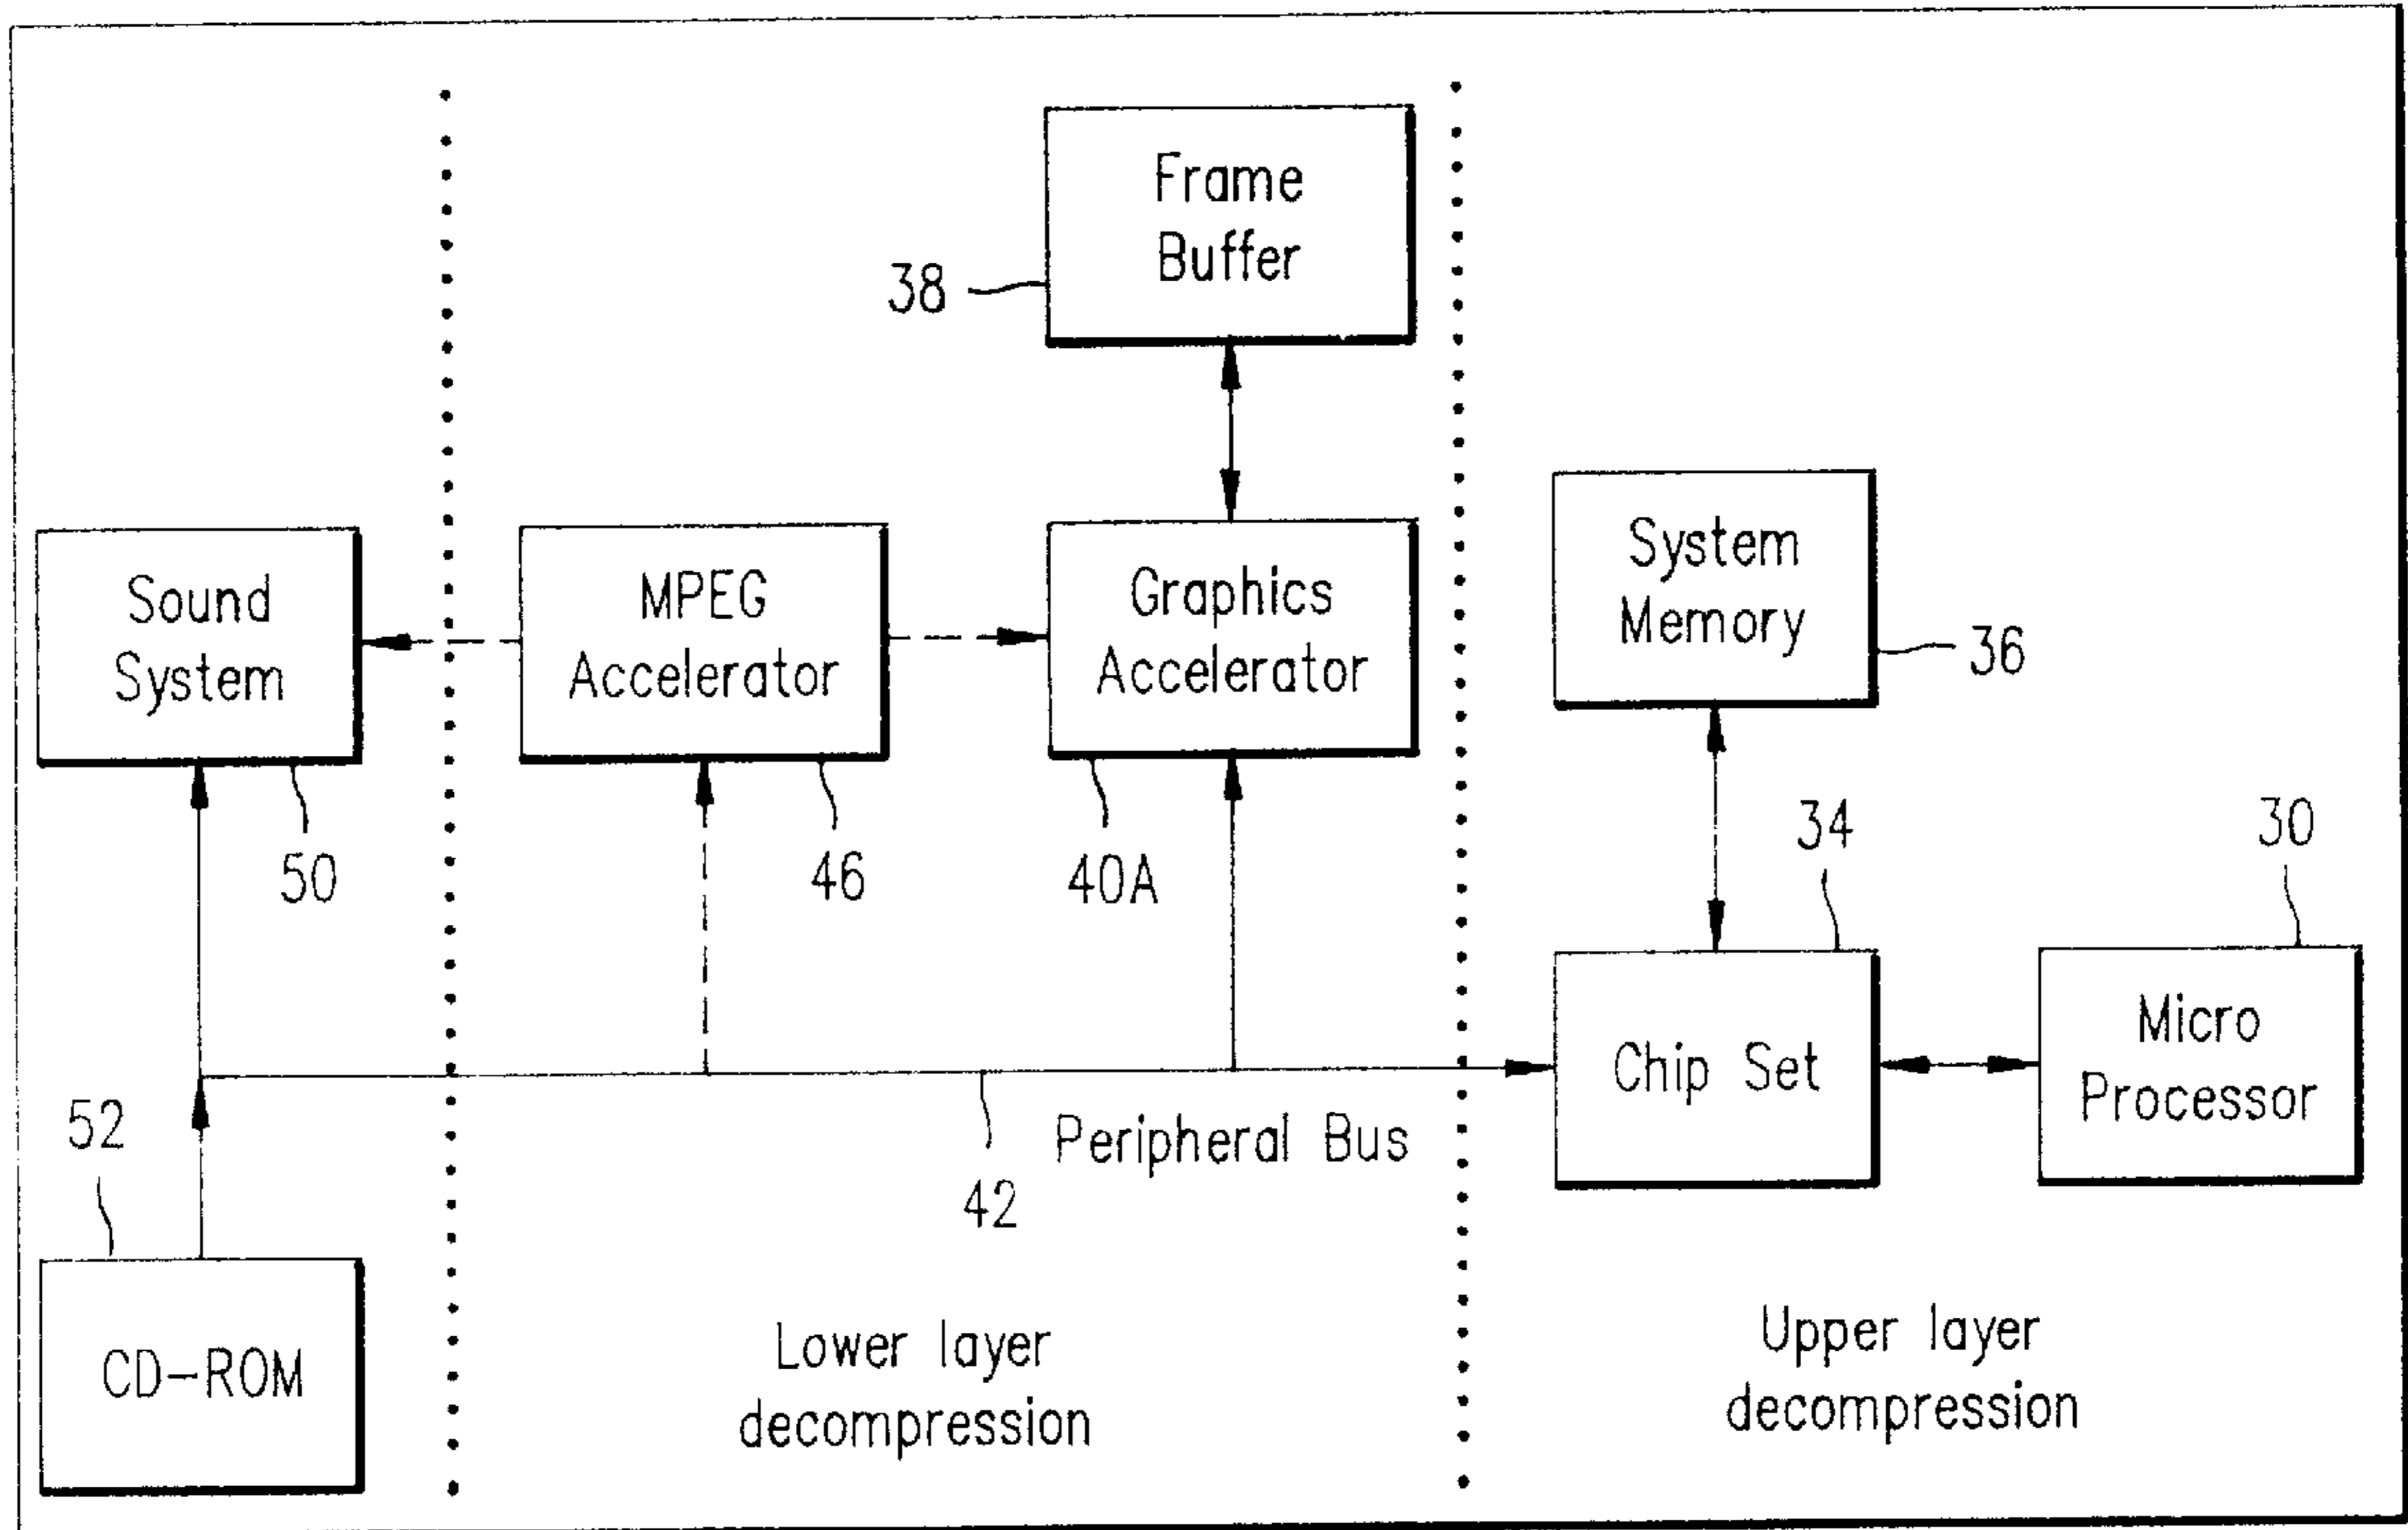 Frame
Buffer
38
Sound
System
50
MPEG
Accelerator
46
Graphics
Accelerator
40A
System
Memory
36
34
30
Chip Set
Micro
Processor
52
Peripheral Bus
42
CD-ROM
Lower layer
decompression
Upper layer
decompression